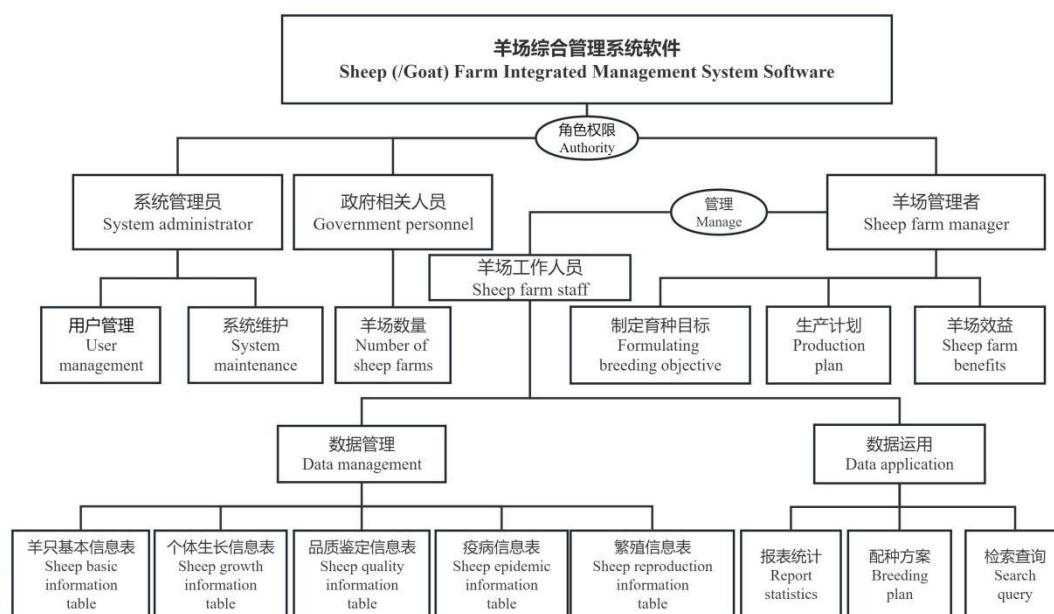 羊场综合管理系统软件
Sheep (/Goat) Farm Integrated Management System Software
角色权限
Authority
系统管理员
System administrator
政府相关人员
Government personnel
管理
Manage
羊场管理者
Sheep farm manager
羊场工作人员
Sheep farm staff
用户管理
User
management
系统维护
System
maintenance
羊场数量
Number of
sheep farms
制定育种目标
Formulating
breeding objective
生产计划
Production
plan
羊场效益
Sheep farm
benefits
数据管理
Data management
数据运用
Data application
羊只基本信息表
Sheep basic
information
table
个体生长信息表
Sheep growth
information
table
品质鉴定信息表
Sheep quality
information
table
疫病信息表
Sheep epidemic
information
table
繁殖信息表
Sheep reproduction
information
table
报表统计
Report
statistics
配种方案
Breeding
plan
检索查询
Search
query